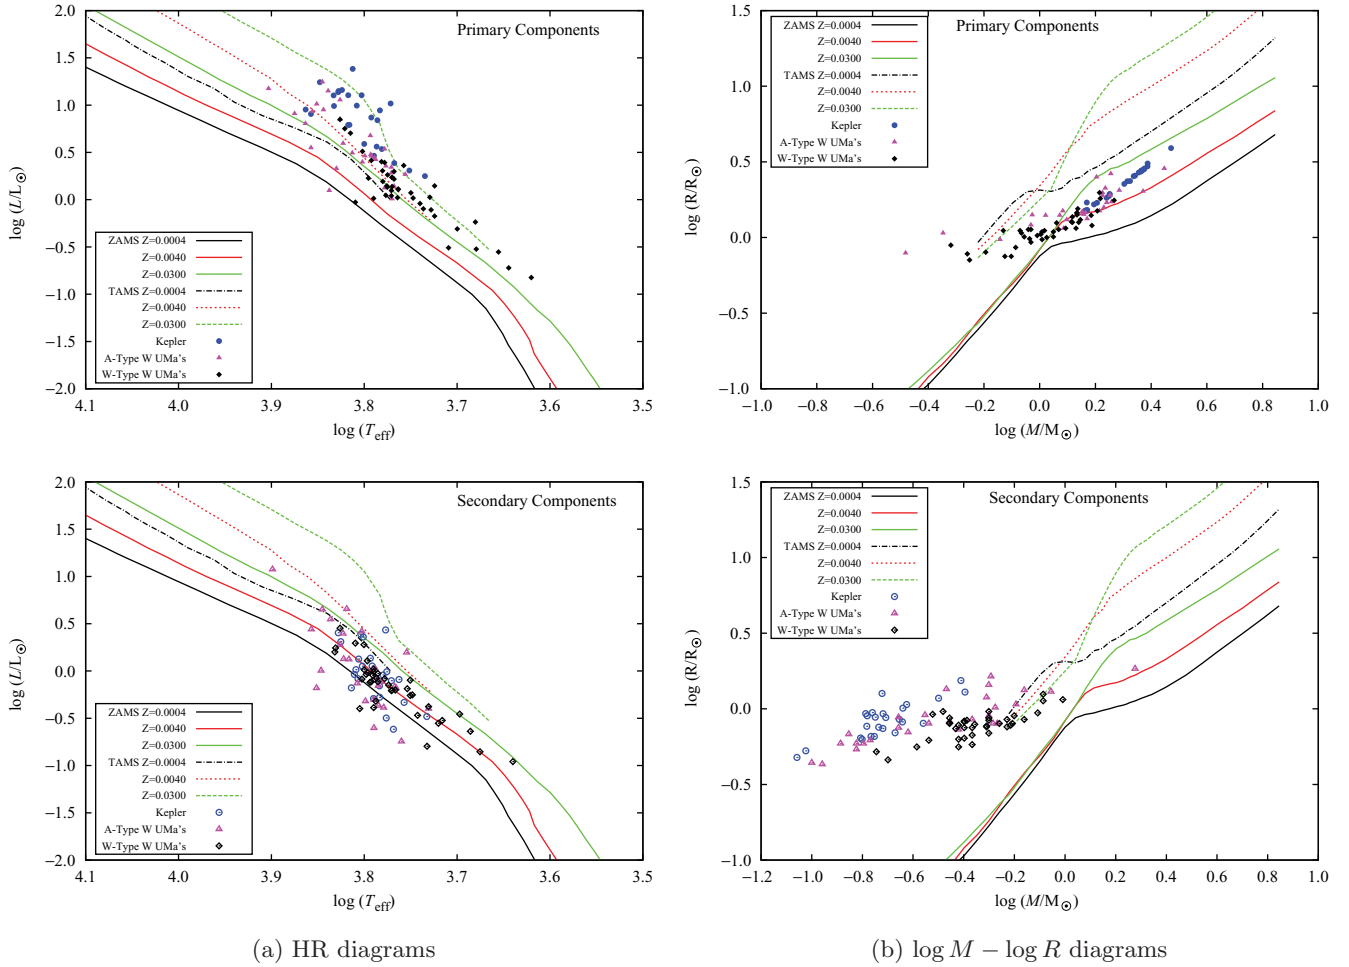 Primary Components
ZAMS Z=0.0004
Z=0.0040
Z=0.0300
TAMS Z=0.0004
Z=0.0040
Z=0.0300
Kepler
A-Type W UMa's
W-Type W UMa's
2.0
1.5
1.0
0.5
0.0
−0.5
−1.0
−1.5
−2.0
log (L/L☉)
4.1 4.0 3.9 3.8 3.7 3.6 3.5
log (Teff)
Primary Components
ZAMS Z=0.0004
Z=0.0040
Z=0.0300
TAMS Z=0.0004
Z=0.0040
Z=0.0300
Kepler
A-Type W UMa's
W-Type W UMa's
1.5
1.0
0.5
0.0
−0.5
−1.0
log (R/R☉)
−1.0 −0.8 −0.6 −0.4 −0.2 0.0 0.2 0.4 0.6 0.8 1.0
log (M/M☉)
Secondary Components
ZAMS Z=0.0004
Z=0.0040
Z=0.0300
TAMS Z=0.0004
Z=0.0040
Z=0.0300
Kepler
A-Type W UMa's
W-Type W UMa's
2.0
1.5
1.0
0.5
0.0
−0.5
−1.0
−1.5
−2.0
log (L/L☉)
4.1 4.0 3.9 3.8 3.7 3.6 3.5
log (Teff)
Secondary Components
ZAMS Z=0.0004
Z=0.0040
Z=0.0300
TAMS Z=0.0004
Z=0.0040
Z=0.0300
Kepler
A-Type W UMa's
W-Type W UMa's
1.5
1.0
0.5
0.0
−0.5
−1.0
log (R/R☉)
−1.2 −1.0 −0.8 −0.6 −0.4 −0.2 0.0 0.2 0.4 0.6 0.8 1.0
log (M/M☉)
(a) HR diagrams
(b) log M − log R diagrams